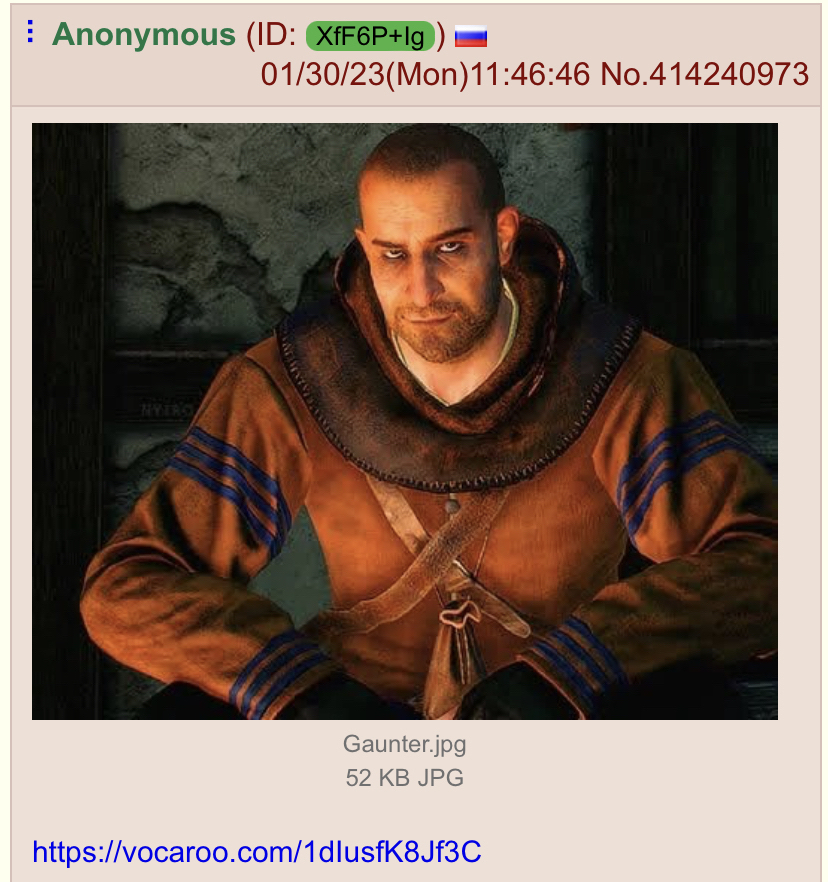 Anonymous (ID: XfF6P+Ig)
01/30/23(Mon)11:46:46 No.414240973
Gaunter.jpg
52 KB JPG
https://vocaroo.com/1dIusfK8Jf3C